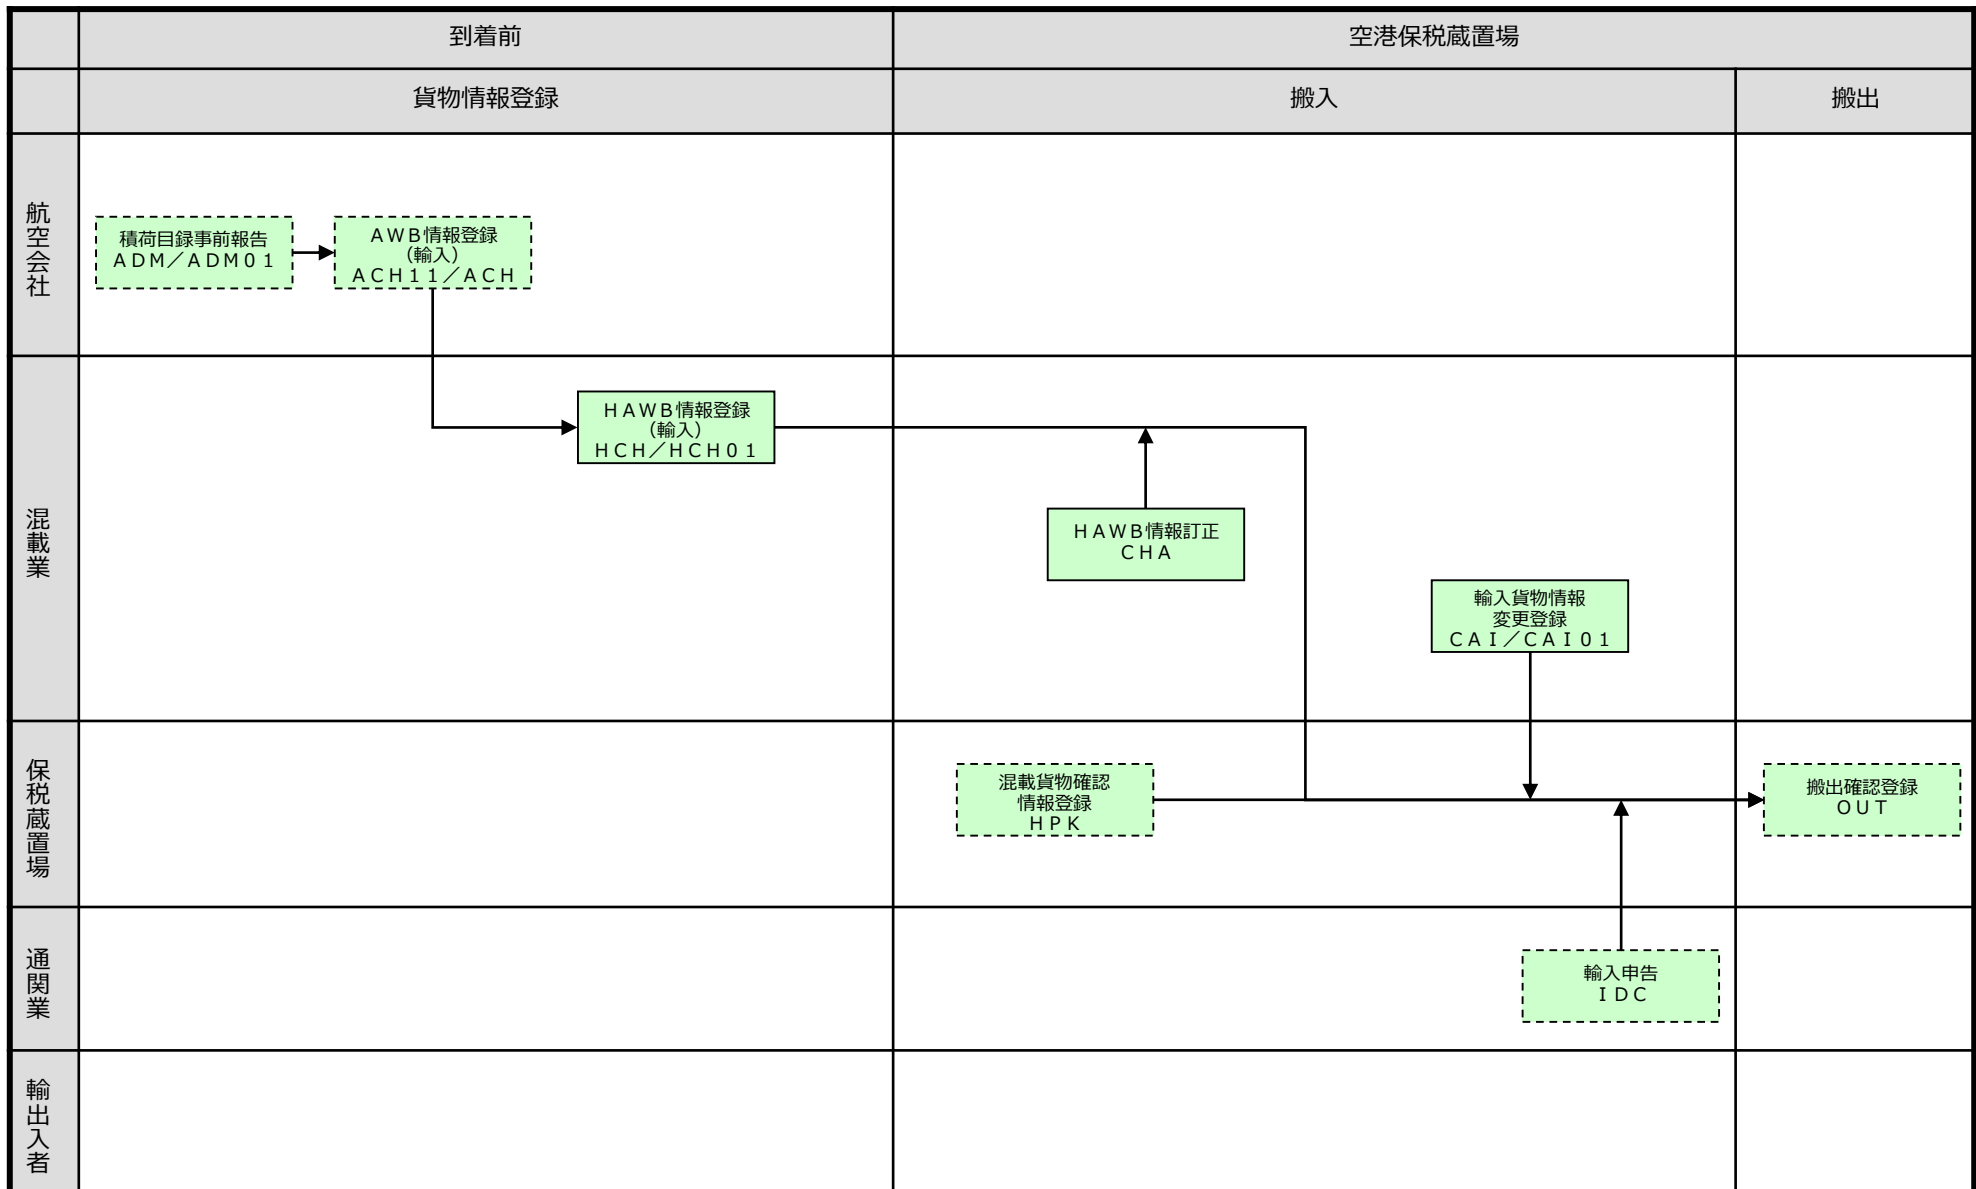 到着前
空港保税蔵置場
貨物情報登録
搬入
搬出
航空会社
積荷目録事前報告
ADM/ADM01
AWB情報登録
(輸入)
ACH11/ACH
混載業
HAWB情報登録
(輸入)
HCH/HCH01
HAWB情報訂正
CHA
輸入貨物情報
変更登録
CAI/CAI01
保税蔵置場
混載貨物確認
情報登録
HPK
搬出確認登録
OUT
通関業
輸入申告
IDC
輸出入者